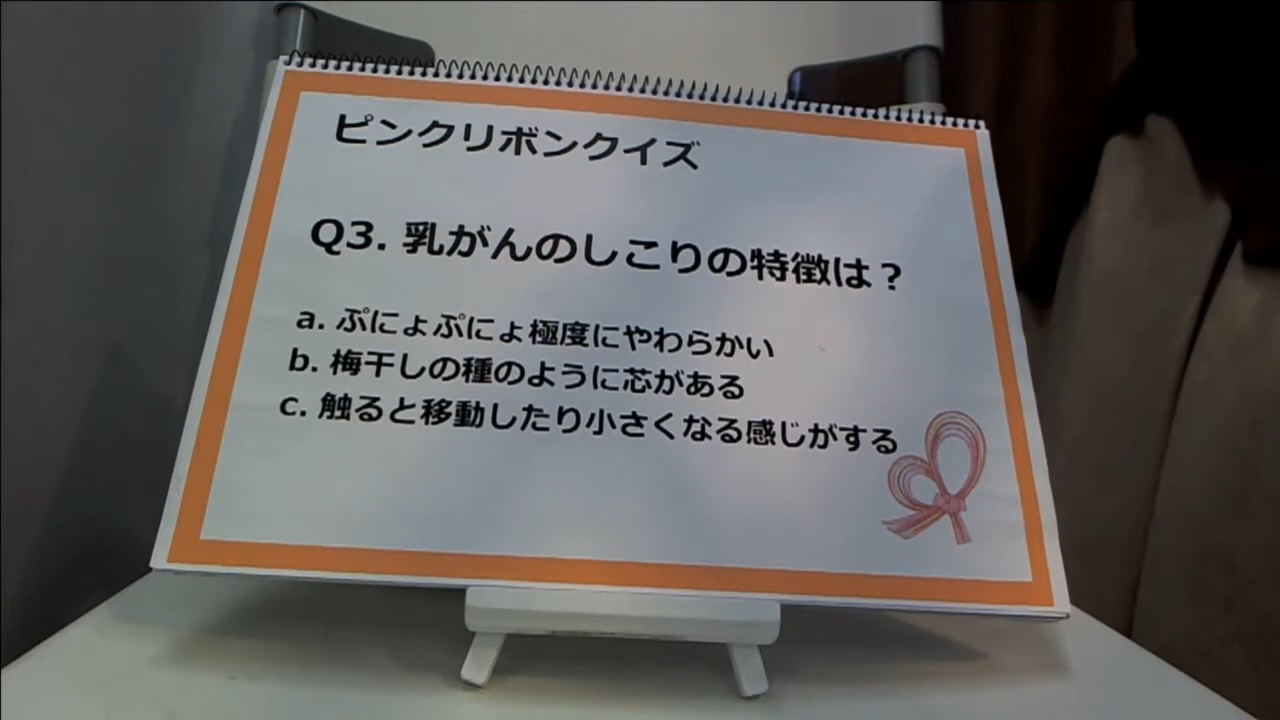 ピンクリボンクイズ
Q3. 乳がんのしこりの特徴は？
a. ぷにょぷにょ極度にやわらかい
b. 梅干しの種のように芯がある
c. 触ると移動したり小さくなる感じがする